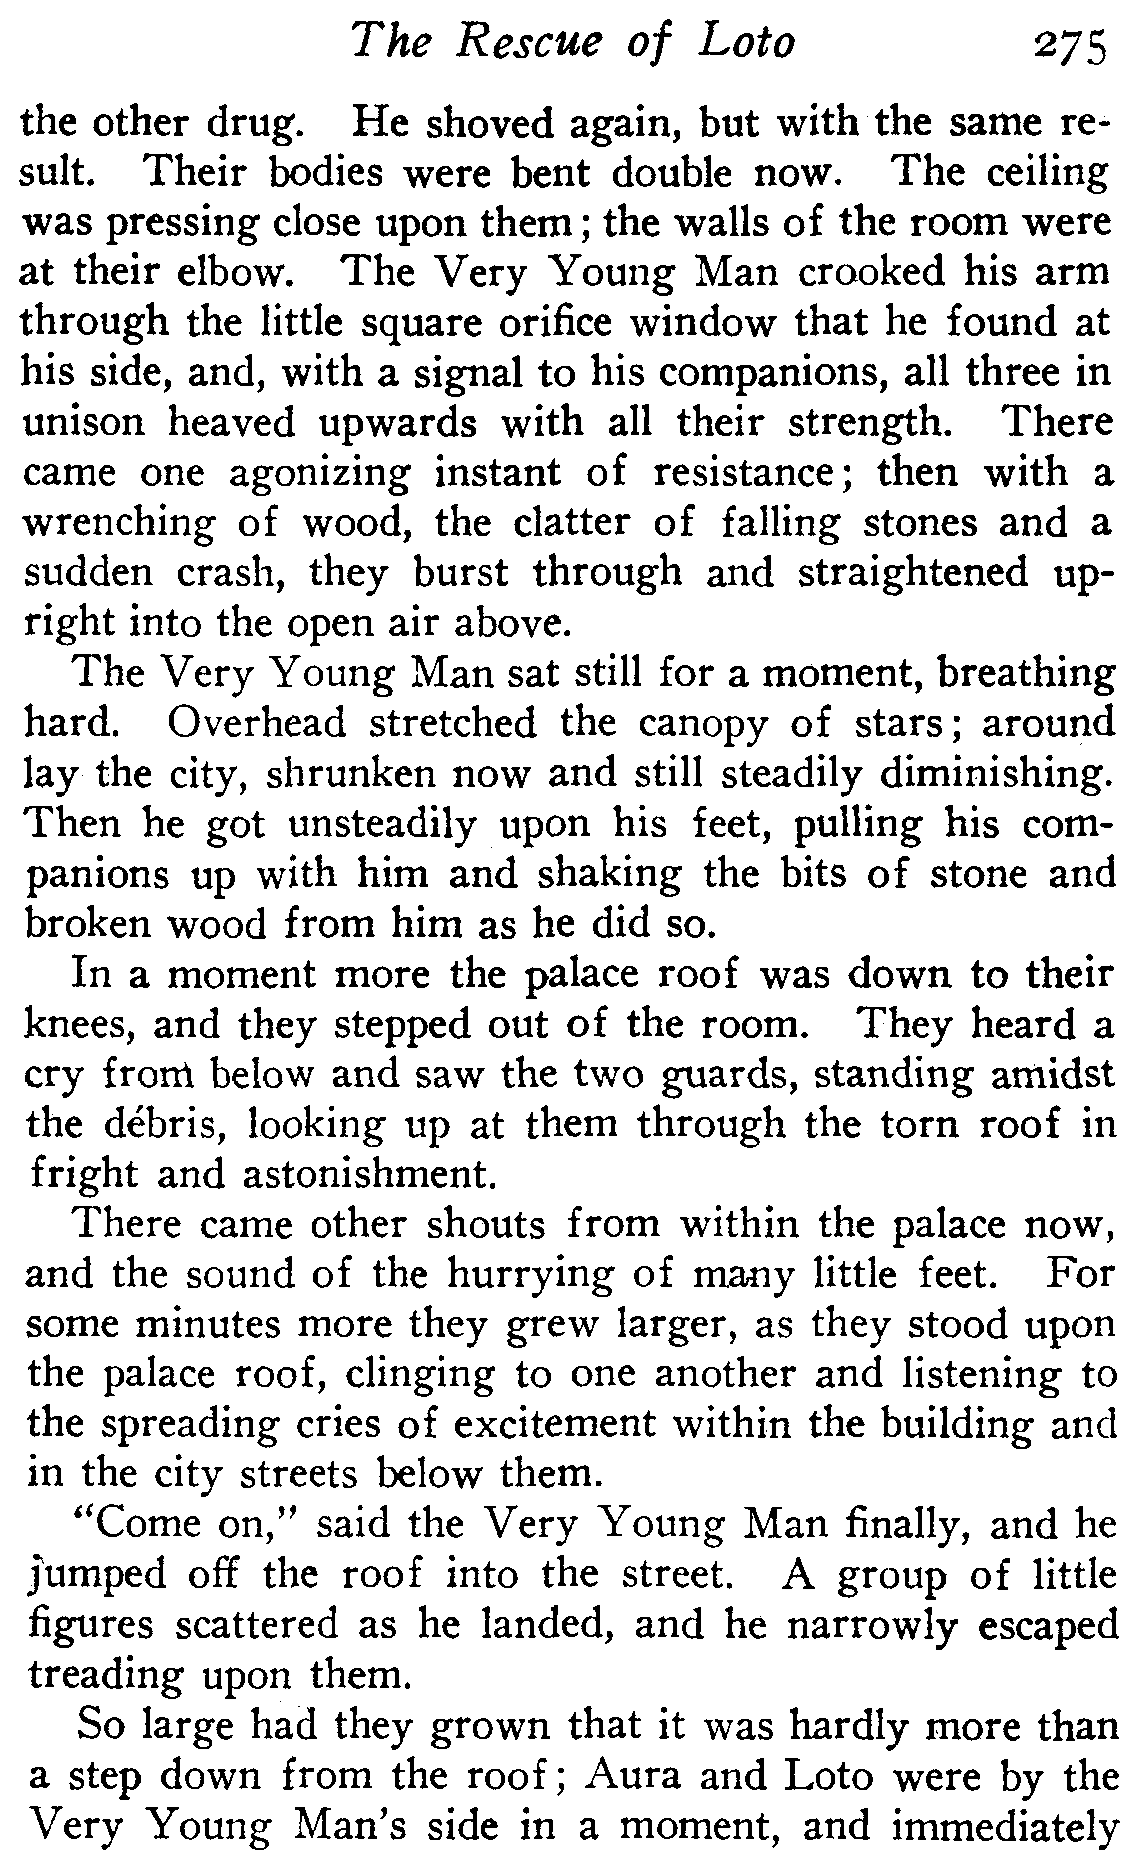 The Rescue of Loto 275
the other drug. He shoved again, but with the same re-
sult. Their bodies were bent double now. The ceiling
was pressing close upon them; the walls of the room were
at their elbow. The Very Young Man crooked his arm
through the little square orifice window that he found at
his side, and, with a signal to his companions, all three in
unison heaved upwards with all their strength. There
came one agonizing instant of resistance; then with a
wrenching of wood, the clatter of falling stones and a
sudden crash, they burst through and straightened up-
right into the open air above.
The Very Young Man sat still for a moment, breathing
hard. Overhead stretched the canopy of stars; around
lay the city, shrunken now and still steadily diminishing.
Then he got unsteadily upon his feet, pulling his com-
panions up with him and shaking the bits of stone and
broken wood from him as he did so.
In a moment more the palace roof was down to their
knees, and they stepped out of the room. They heard a
cry from below and saw the two guards, standing amidst
the débris, looking up at them through the torn roof in
fright and astonishment.
There came other shouts from within the palace now,
and the sound of the hurrying of many little feet. For
some minutes more they grew larger, as they stood upon
the palace roof, clinging to one another and listening to
the spreading cries of excitement within the building and
in the city streets below them.
"Come on," said the Very Young Man finally, and he
jumped off the roof into the street. A group of little
figures scattered as he landed, and he narrowly escaped
treading upon them.
So large had they grown that it was hardly more than
a step down from the roof; Aura and Loto were by the
Very Young Man's side in a moment, and immediately